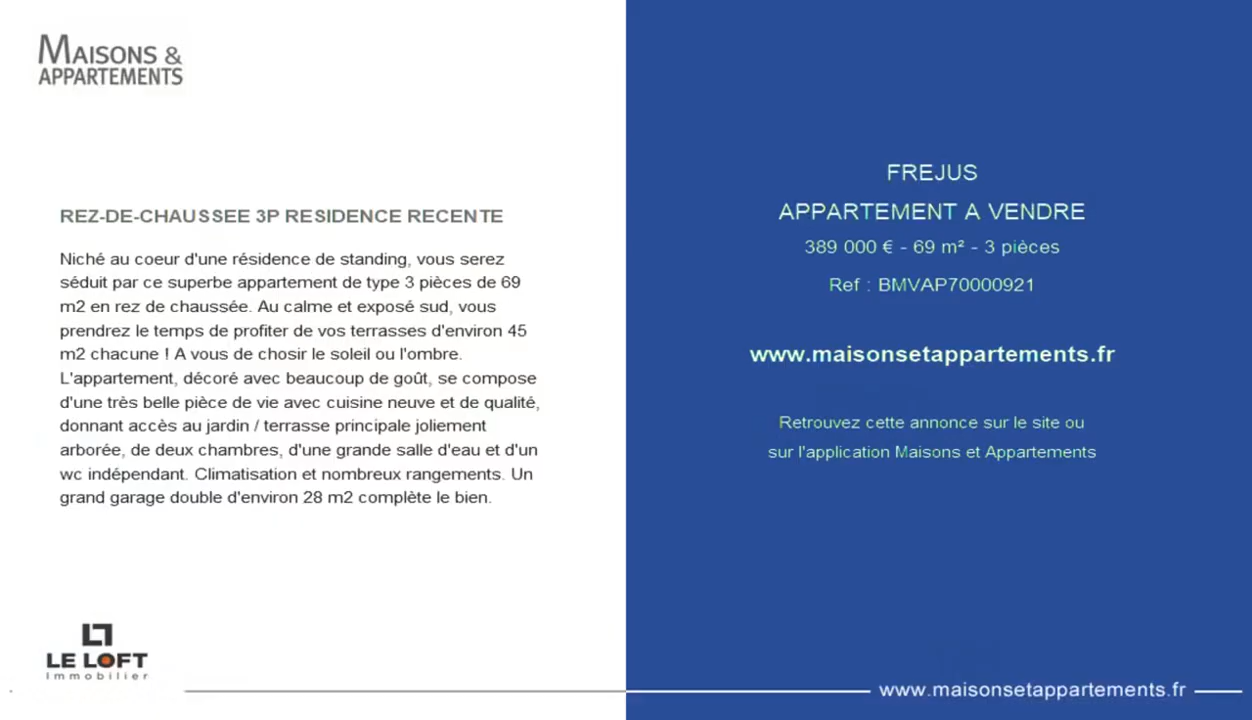 MAISONS &
APPARTEMENTS
REZ-DE-CHAUSSEE 3P RESIDENCE RECENTE
Niché au coeur d'une résidence de standing, vous serez
séduit par ce superbe appartement de type 3 pièces de 69
m2 en rez de chaussée. Au calme et exposé sud, vous
prendrez le temps de profiter de vos terrasses d'environ 45
m2 chacune ! A vous de chosir le soleil ou l'ombre.
L'appartement, décoré avec beaucoup de goût, se compose
d'une très belle pièce de vie avec cuisine neuve et de qualité,
donnant accès au jardin / terrasse principale joliement
arborée, de deux chambres, d'une grande salle d'eau et d'un
wc indépendant. Climatisation et nombreux rangements. Un
grand garage double d'environ 28 m2 complète le bien.
LE LOFT
Immobilier
FREJUS
APPARTEMENT A VENDRE
389 000 € - 69 m² - 3 pièces
Ref : BMVAP70000921
www.maisonsetappartements.fr
Retrouvez cette annonce sur le site ou
sur l'application Maisons et Appartements
www.maisonsetappartements.fr